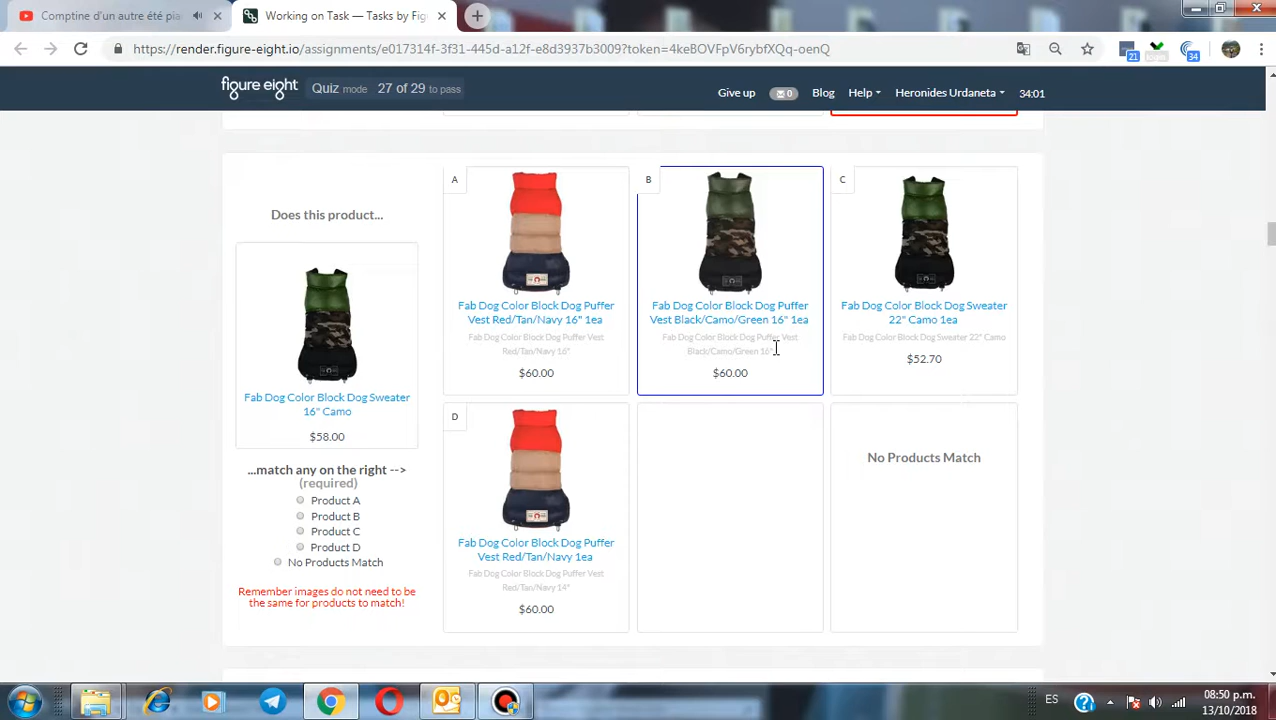 Comptine d'un autre été pia
Working on Task — Tasks by Fig
https://render.figure-eight.io/assignments/e017314f-3f31-445d-a12f-e8d3937b3009?token=4keBOVFpV6rybfXQq-oenQ
21
34
figure eight
Quiz mode 27 of 29 to pass
Give up
0
Blog
Help
Heronides Urdaneta
34:01
Does this product...
Fab Dog Color Block Dog Sweater
16" Camo
$58.00
...match any on the right -->
(required)
Product A
Product B
Product C
Product D
No Products Match
Remember images do not need to be
the same for products to match!
A
Fab Dog Color Block Dog Puffer
Vest Red/Tan/Navy 16" 1ea
Fab Dog Color Block Dog Puffer Vest
Red/Tan/Navy 16"
$60.00
B
Fab Dog Color Block Dog Puffer
Vest Black/Camo/Green 16" 1ea
Fab Dog Color Block Dog Puffer Vest
Black/Camo/Green 16"
$60.00
C
Fab Dog Color Block Dog Sweater
22" Camo 1ea
Fab Dog Color Block Dog Sweater 22" Camo
$52.70
D
Fab Dog Color Block Dog Puffer
Vest Red/Tan/Navy 1ea
Fab Dog Color Block Dog Puffer Vest
Red/Tan/Navy 14"
$60.00
No Products Match
ES
08:50 p.m.
13/10/2018